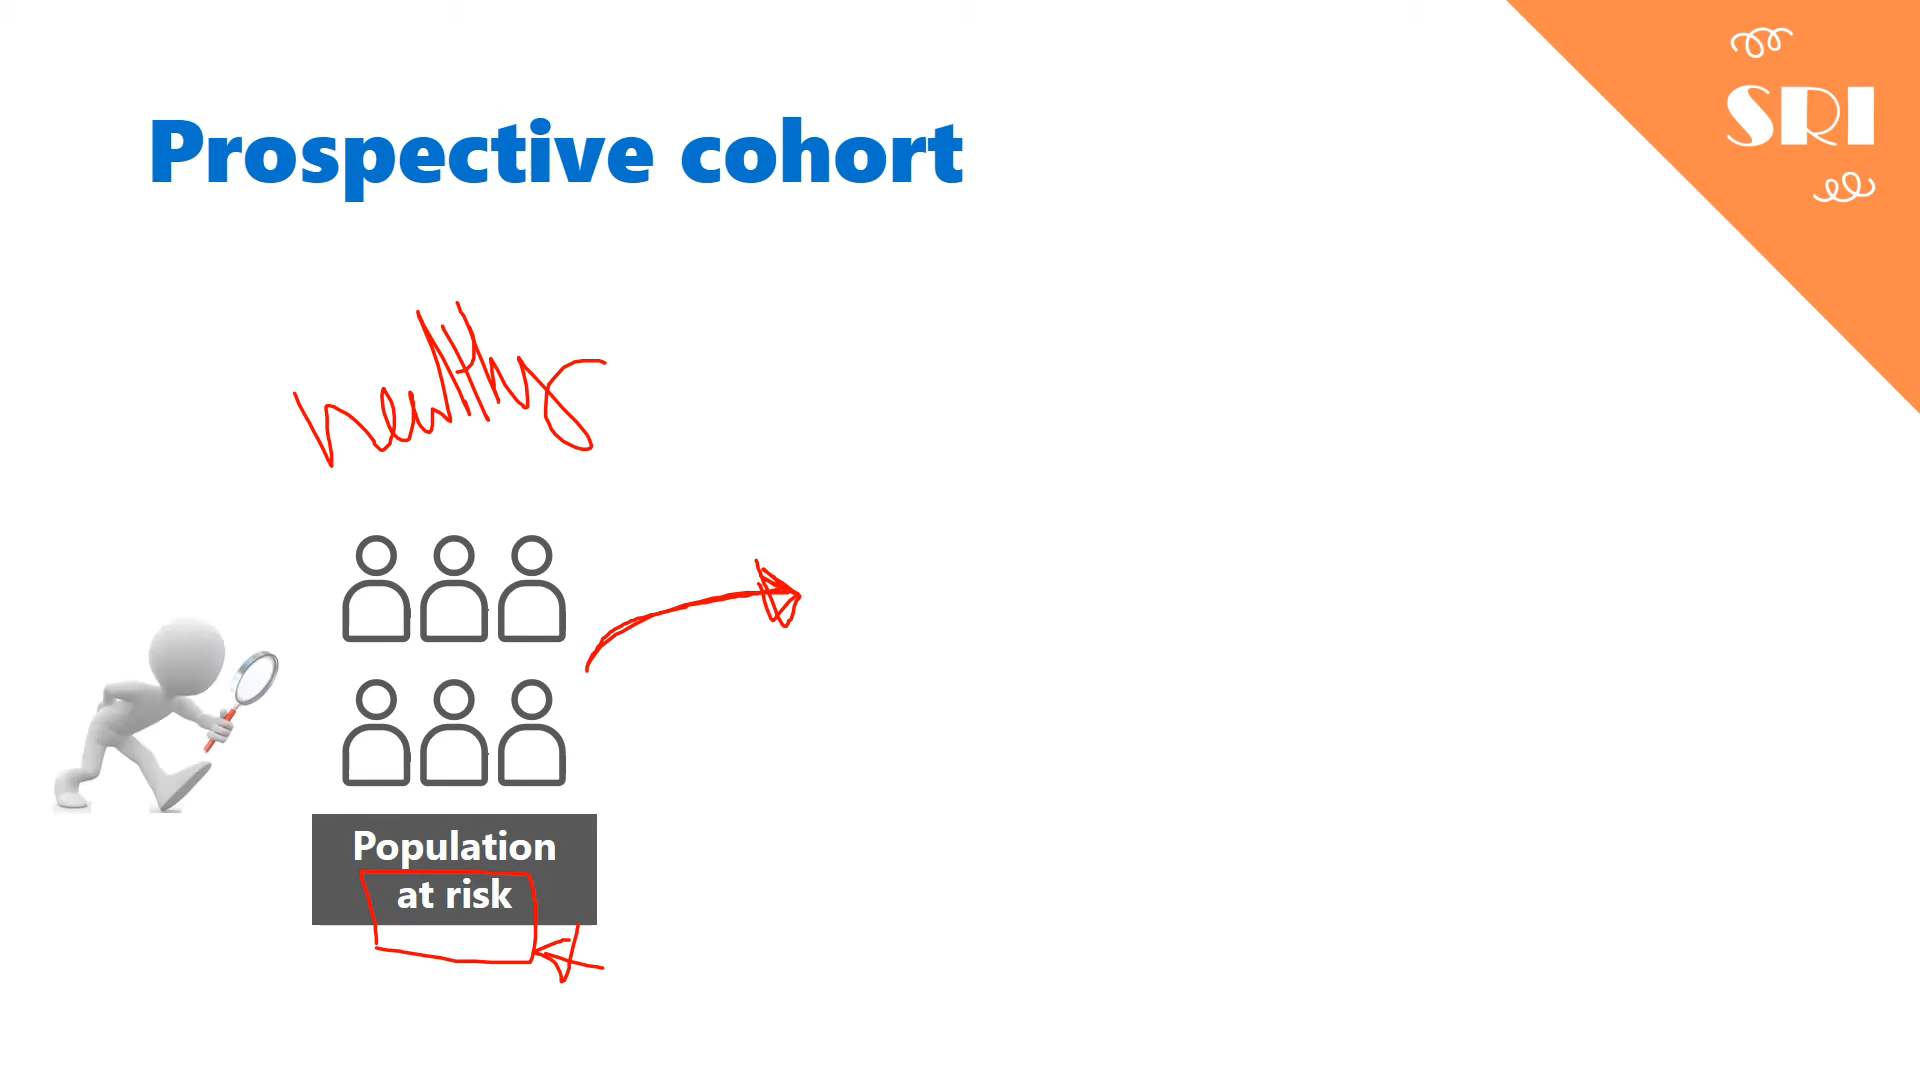 Prospective cohort
SRI
healthy
Population
at risk